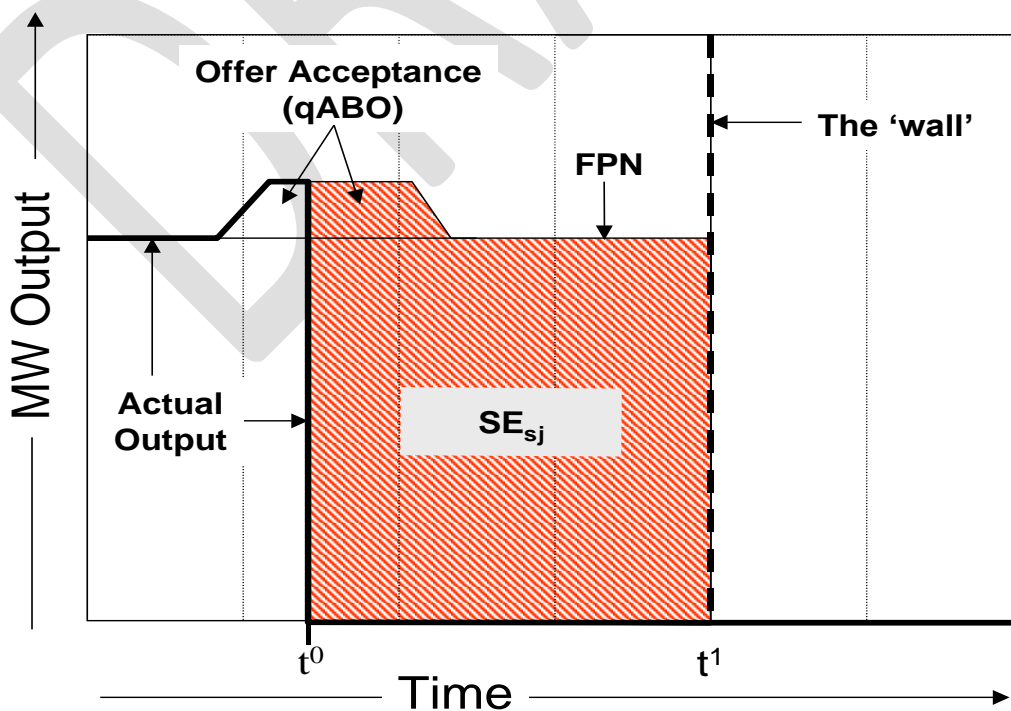 Offer Acceptance
(qABO)
The ‘wall’
FPN
MW Output
Actual
Output
SEsj
t⁰
t¹
Time